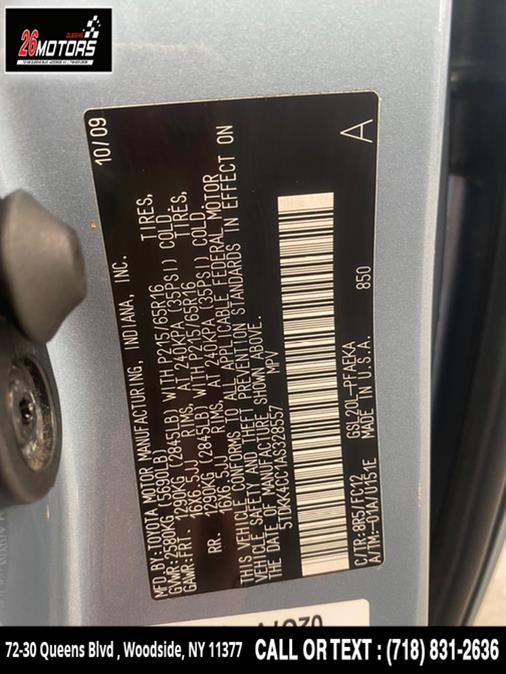 QUEENS
26MOTORS
MFD.BY:TOYOTA MOTOR MANUFACTURING, INDIANA, INC. 10/09
GVWR:2580KG (5690LB)
GAWR:FRT. 1290KG (2845LB) WITH P215/65R16 TIRES,
16X6.5JJ RIMS, AT 240KPA (35PSI) COLD.
RR. 1290KG (2845LB) WITH P215/65R16 TIRES,
16X6.5JJ RIMS, AT 240KPA (35PSI) COLD.
THIS VEHICLE CONFORMS TO ALL APPLICABLE FEDERAL MOTOR
VEHICLE SAFETY AND THEFT PREVENTION STANDARDS IN EFFECT ON
THE DATE OF MANUFACTURE SHOWN ABOVE.
5TDKK4CC1AS328557 MPV
A
C/TR:8R5/FC12 GSL20L-PFAEKA 850
A/TM-01A/U151E MADE IN U.S.A.
72-30 Queens Blvd , Woodside, NY 11377 CALL OR TEXT : (718) 831-2636